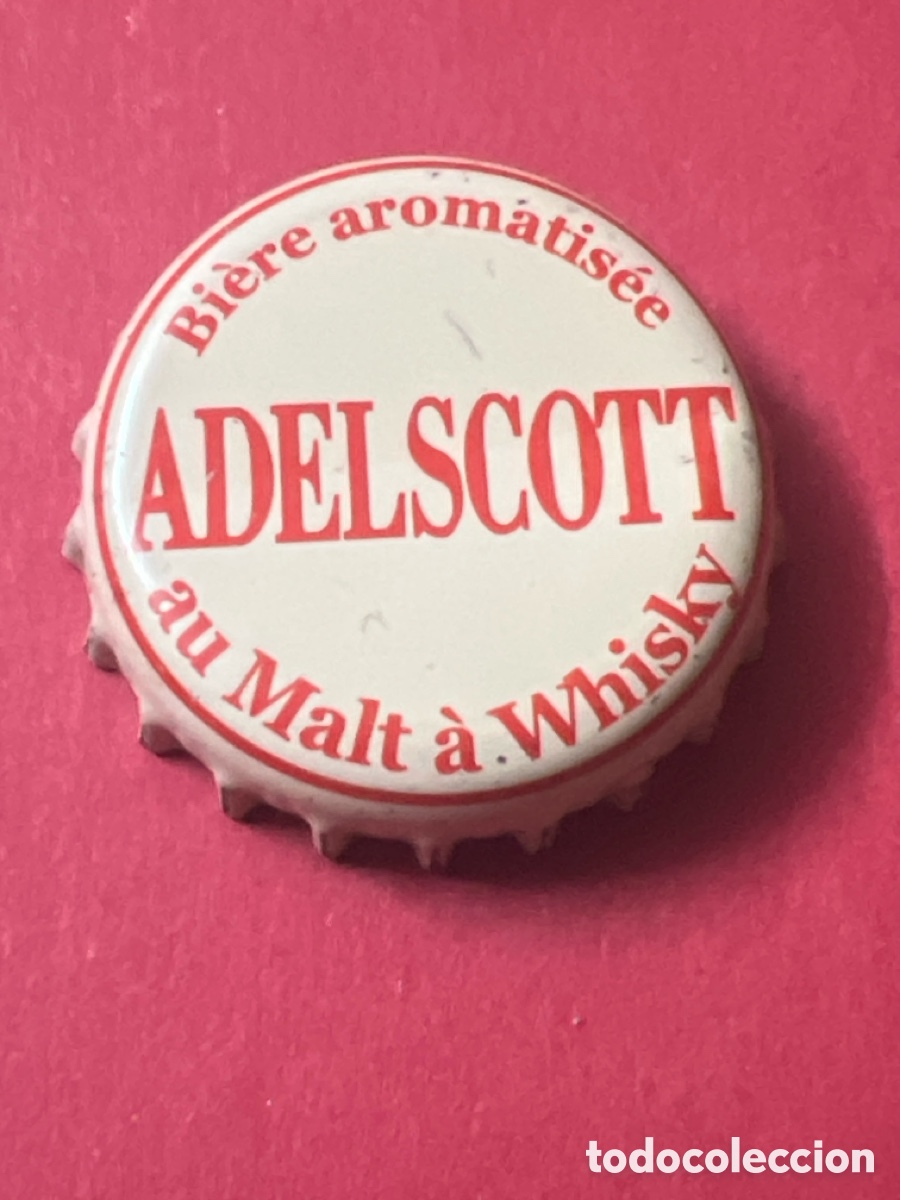 Bière aromatisée
ADELSCOTT
au Malt à Whisky
todocoleccion